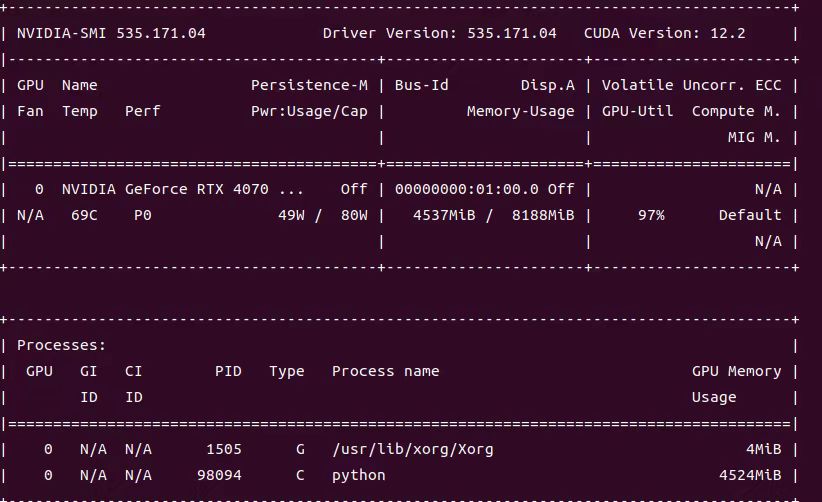 +---------------------------------------------------------------------------------------+
| NVIDIA-SMI 535.171.04             Driver Version: 535.171.04   CUDA Version: 12.2     |
|-----------------------------------------+----------------------+----------------------+
| GPU  Name                 Persistence-M | Bus-Id        Disp.A | Volatile Uncorr. ECC |
| Fan  Temp   Perf          Pwr:Usage/Cap |         Memory-Usage | GPU-Util  Compute M. |
|                                         |                      |               MIG M. |
|=========================================+======================+======================|
|   0  NVIDIA GeForce RTX 4070 ...    Off | 00000000:01:00.0 Off |                  N/A |
| N/A   69C    P0              49W /  80W |   4537MiB /  8188MiB |     97%      Default |
|                                         |                      |                  N/A |
+-----------------------------------------+----------------------+----------------------+

+---------------------------------------------------------------------------------------+
| Processes:                                                                            |
|  GPU   GI   CI        PID   Type   Process name                            GPU Memory |
|        ID   ID                                                             Usage      |
|=======================================================================================|
|    0   N/A  N/A      1505      G   /usr/lib/xorg/Xorg                            4MiB |
|    0   N/A  N/A     98094      C   python                                     4524MiB |
+---------------------------------------------------------------------------------------+